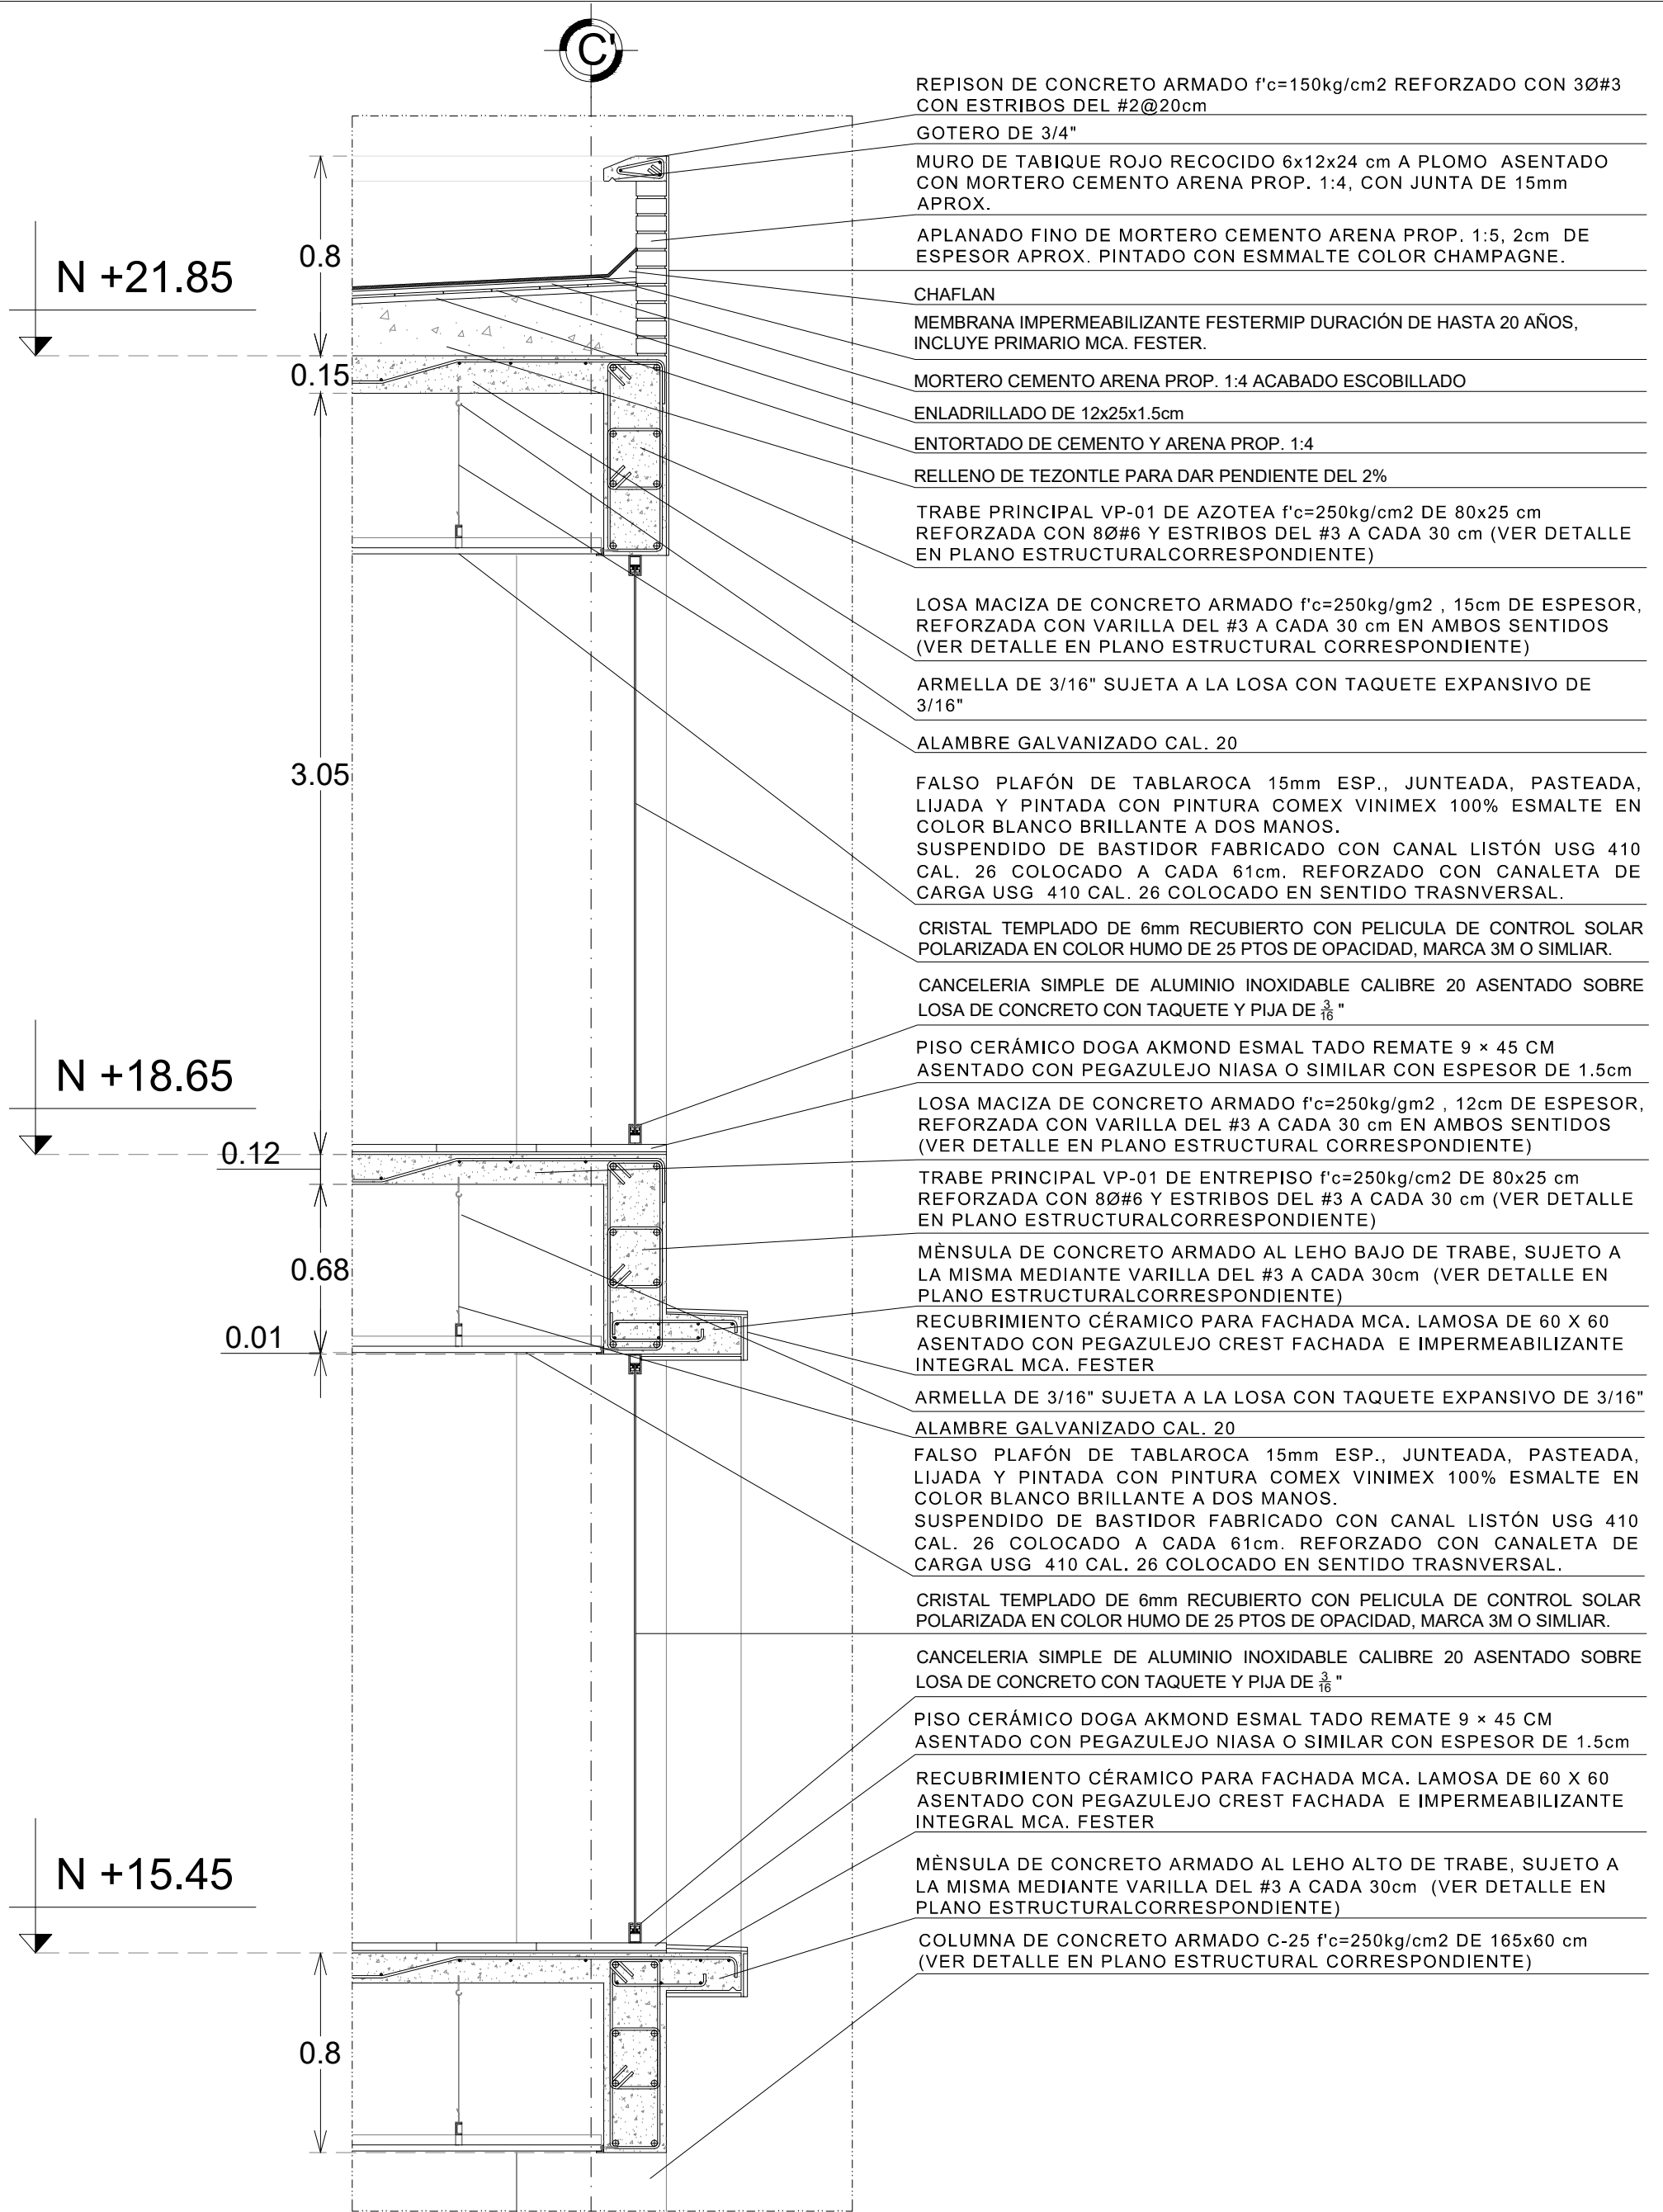 C'
REPISON DE CONCRETO ARMADO f'c=150kg/cm2 REFORZADO CON 3Ø#3
CON ESTRIBOS DEL #2@20cm
GOTERO DE 3/4"
MURO DE TABIQUE ROJO RECOCIDO 6x12x24 cm A PLOMO ASENTADO
CON MORTERO CEMENTO ARENA PROP. 1:4, CON JUNTA DE 15mm
APROX.
APLANADO FINO DE MORTERO CEMENTO ARENA PROP. 1:5, 2cm DE
ESPESOR APROX. PINTADO CON ESMMALTE COLOR CHAMPAGNE.
CHAFLAN
MEMBRANA IMPERMEABILIZANTE FESTERMIP DURACIÓN DE HASTA 20 AÑOS,
INCLUYE PRIMARIO MCA. FESTER.
MORTERO CEMENTO ARENA PROP. 1:4 ACABADO ESCOBILLADO
ENLADRILLADO DE 12x25x1.5cm
ENTORTADO DE CEMENTO Y ARENA PROP. 1:4
RELLENO DE TEZONTLE PARA DAR PENDIENTE DEL 2%
TRABE PRINCIPAL VP-01 DE AZOTEA f'c=250kg/cm2 DE 80x25 cm
REFORZADA CON 8Ø#6 Y ESTRIBOS DEL #3 A CADA 30 cm (VER DETALLE
EN PLANO ESTRUCTURALCORRESPONDIENTE)
LOSA MACIZA DE CONCRETO ARMADO f'c=250kg/gm2 , 15cm DE ESPESOR,
REFORZADA CON VARILLA DEL #3 A CADA 30 cm EN AMBOS SENTIDOS
(VER DETALLE EN PLANO ESTRUCTURAL CORRESPONDIENTE)
ARMELLA DE 3/16" SUJETA A LA LOSA CON TAQUETE EXPANSIVO DE
3/16"
ALAMBRE GALVANIZADO CAL. 20
FALSO PLAFÓN DE TABLAROCA 15mm ESP., JUNTEADA, PASTEADA,
LIJADA Y PINTADA CON PINTURA COMEX VINIMEX 100% ESMALTE EN
COLOR BLANCO BRILLANTE A DOS MANOS.
SUSPENDIDO DE BASTIDOR FABRICADO CON CANAL LISTÓN USG 410
CAL. 26 COLOCADO A CADA 61cm. REFORZADO CON CANALETA DE
CARGA USG 410 CAL. 26 COLOCADO EN SENTIDO TRASNVERSAL.
CRISTAL TEMPLADO DE 6mm RECUBIERTO CON PELICULA DE CONTROL SOLAR
POLARIZADA EN COLOR HUMO DE 25 PTOS DE OPACIDAD, MARCA 3M O SIMLIAR.
CANCELERIA SIMPLE DE ALUMINIO INOXIDABLE CALIBRE 20 ASENTADO SOBRE
LOSA DE CONCRETO CON TAQUETE Y PIJA DE 3/16 "
PISO CERÁMICO DOGA AKMOND ESMAL TADO REMATE 9 × 45 CM
ASENTADO CON PEGAZULEJO NIASA O SIMILAR CON ESPESOR DE 1.5cm
LOSA MACIZA DE CONCRETO ARMADO f'c=250kg/gm2 , 12cm DE ESPESOR,
REFORZADA CON VARILLA DEL #3 A CADA 30 cm EN AMBOS SENTIDOS
(VER DETALLE EN PLANO ESTRUCTURAL CORRESPONDIENTE)
TRABE PRINCIPAL VP-01 DE ENTREPISO f'c=250kg/cm2 DE 80x25 cm
REFORZADA CON 8Ø#6 Y ESTRIBOS DEL #3 A CADA 30 cm (VER DETALLE
EN PLANO ESTRUCTURALCORRESPONDIENTE)
MÈNSULA DE CONCRETO ARMADO AL LEHO BAJO DE TRABE, SUJETO A
LA MISMA MEDIANTE VARILLA DEL #3 A CADA 30cm (VER DETALLE EN
PLANO ESTRUCTURALCORRESPONDIENTE)
RECUBRIMIENTO CÉRAMICO PARA FACHADA MCA. LAMOSA DE 60 X 60
ASENTADO CON PEGAZULEJO CREST FACHADA E IMPERMEABILIZANTE
INTEGRAL MCA. FESTER
ARMELLA DE 3/16" SUJETA A LA LOSA CON TAQUETE EXPANSIVO DE 3/16"
ALAMBRE GALVANIZADO CAL. 20
FALSO PLAFÓN DE TABLAROCA 15mm ESP., JUNTEADA, PASTEADA,
LIJADA Y PINTADA CON PINTURA COMEX VINIMEX 100% ESMALTE EN
COLOR BLANCO BRILLANTE A DOS MANOS.
SUSPENDIDO DE BASTIDOR FABRICADO CON CANAL LISTÓN USG 410
CAL. 26 COLOCADO A CADA 61cm. REFORZADO CON CANALETA DE
CARGA USG 410 CAL. 26 COLOCADO EN SENTIDO TRASNVERSAL.
CRISTAL TEMPLADO DE 6mm RECUBIERTO CON PELICULA DE CONTROL SOLAR
POLARIZADA EN COLOR HUMO DE 25 PTOS DE OPACIDAD, MARCA 3M O SIMLIAR.
CANCELERIA SIMPLE DE ALUMINIO INOXIDABLE CALIBRE 20 ASENTADO SOBRE
LOSA DE CONCRETO CON TAQUETE Y PIJA DE 3/16 "
PISO CERÁMICO DOGA AKMOND ESMAL TADO REMATE 9 × 45 CM
ASENTADO CON PEGAZULEJO NIASA O SIMILAR CON ESPESOR DE 1.5cm
RECUBRIMIENTO CÉRAMICO PARA FACHADA MCA. LAMOSA DE 60 X 60
ASENTADO CON PEGAZULEJO CREST FACHADA E IMPERMEABILIZANTE
INTEGRAL MCA. FESTER
MÈNSULA DE CONCRETO ARMADO AL LEHO ALTO DE TRABE, SUJETO A
LA MISMA MEDIANTE VARILLA DEL #3 A CADA 30cm (VER DETALLE EN
PLANO ESTRUCTURALCORRESPONDIENTE)
COLUMNA DE CONCRETO ARMADO C-25 f'c=250kg/cm2 DE 165x60 cm
(VER DETALLE EN PLANO ESTRUCTURAL CORRESPONDIENTE)
N +21.85
N +18.65
N +15.45
0.8
0.15
3.05
0.12
0.68
0.01
0.8